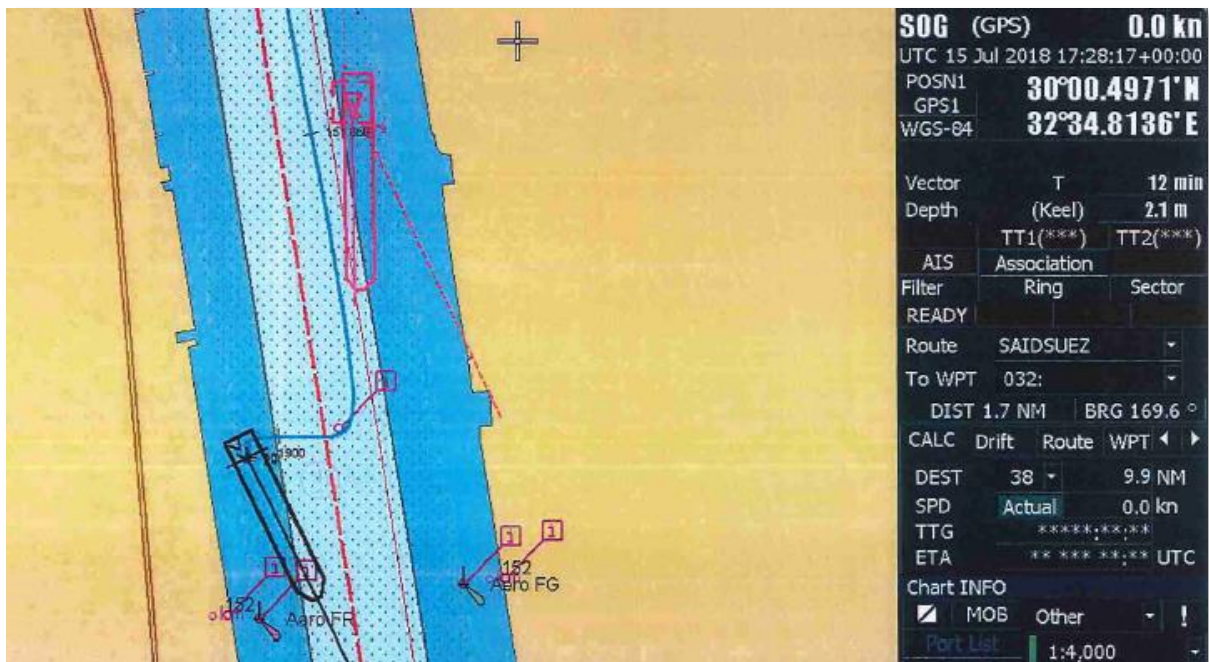 1
1
1
152
Aero FG
1
1
152
km
Aero FR
SOG (GPS) 0.0 kn
UTC 15 Jul 2018 17:28:17+00:00
POSN1 30°00.4971'N
GPS1
WGS-84 32°34.8136'E
Vector T 12 min
Depth (Keel) 2.1 m
TT1(***) TT2(***)
AIS Association
Filter Ring Sector
READY
Route SAIDSUEZ
To WPT 032:
DIST 1.7 NM BRG 169.6 °
CALC Drift Route WPT
DEST 38 9.9 NM
SPD Actual 0.0 kn
TTG *****:**:**
ETA ** *** **:** UTC
Chart INFO
MOB Other !
Port List 1:4,000